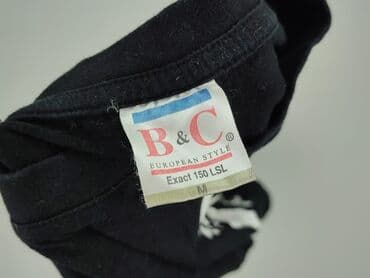 B&C®
EUROPEAN STYLE
Exact 150 LSL
M